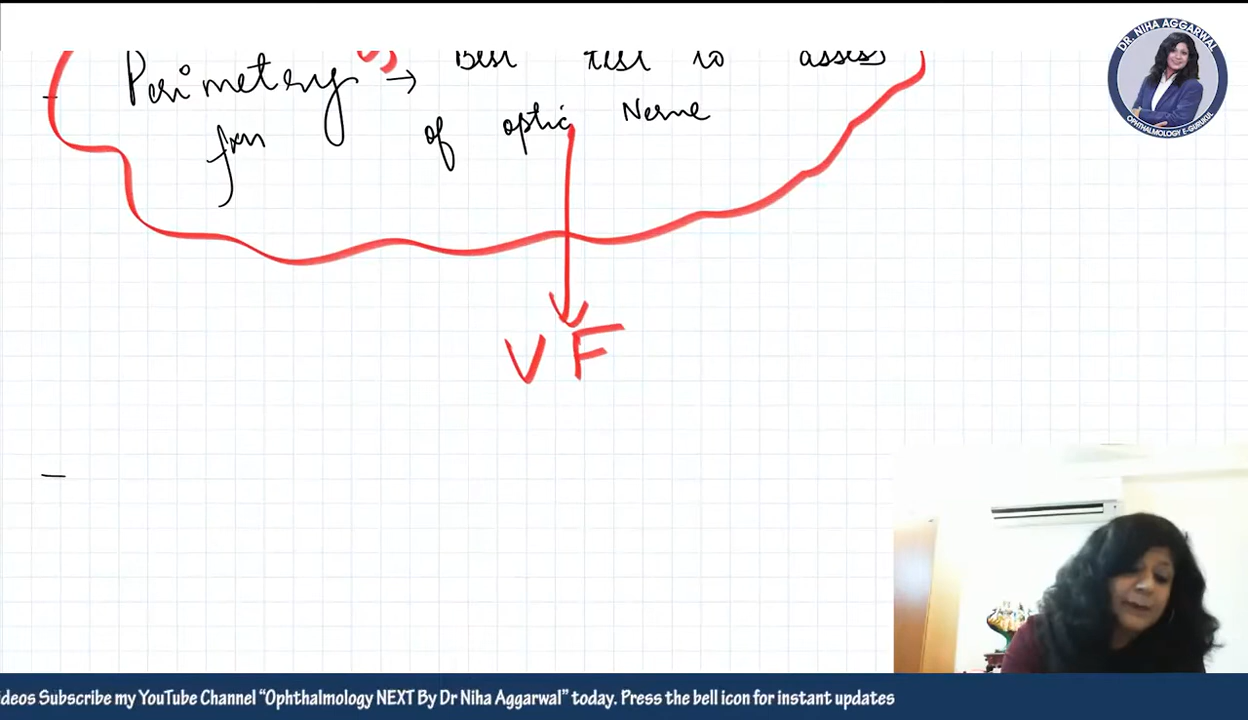 DR. NIHA AGGARWAL
OPHTHALMOLOGY E-GURUKUL
Perimetry → Best test to assess
fxn of optic Nerve
VF
ideos Subscribe my YouTube Channel “Ophthalmology NEXT By Dr Niha Aggarwal” today. Press the bell icon for instant updates